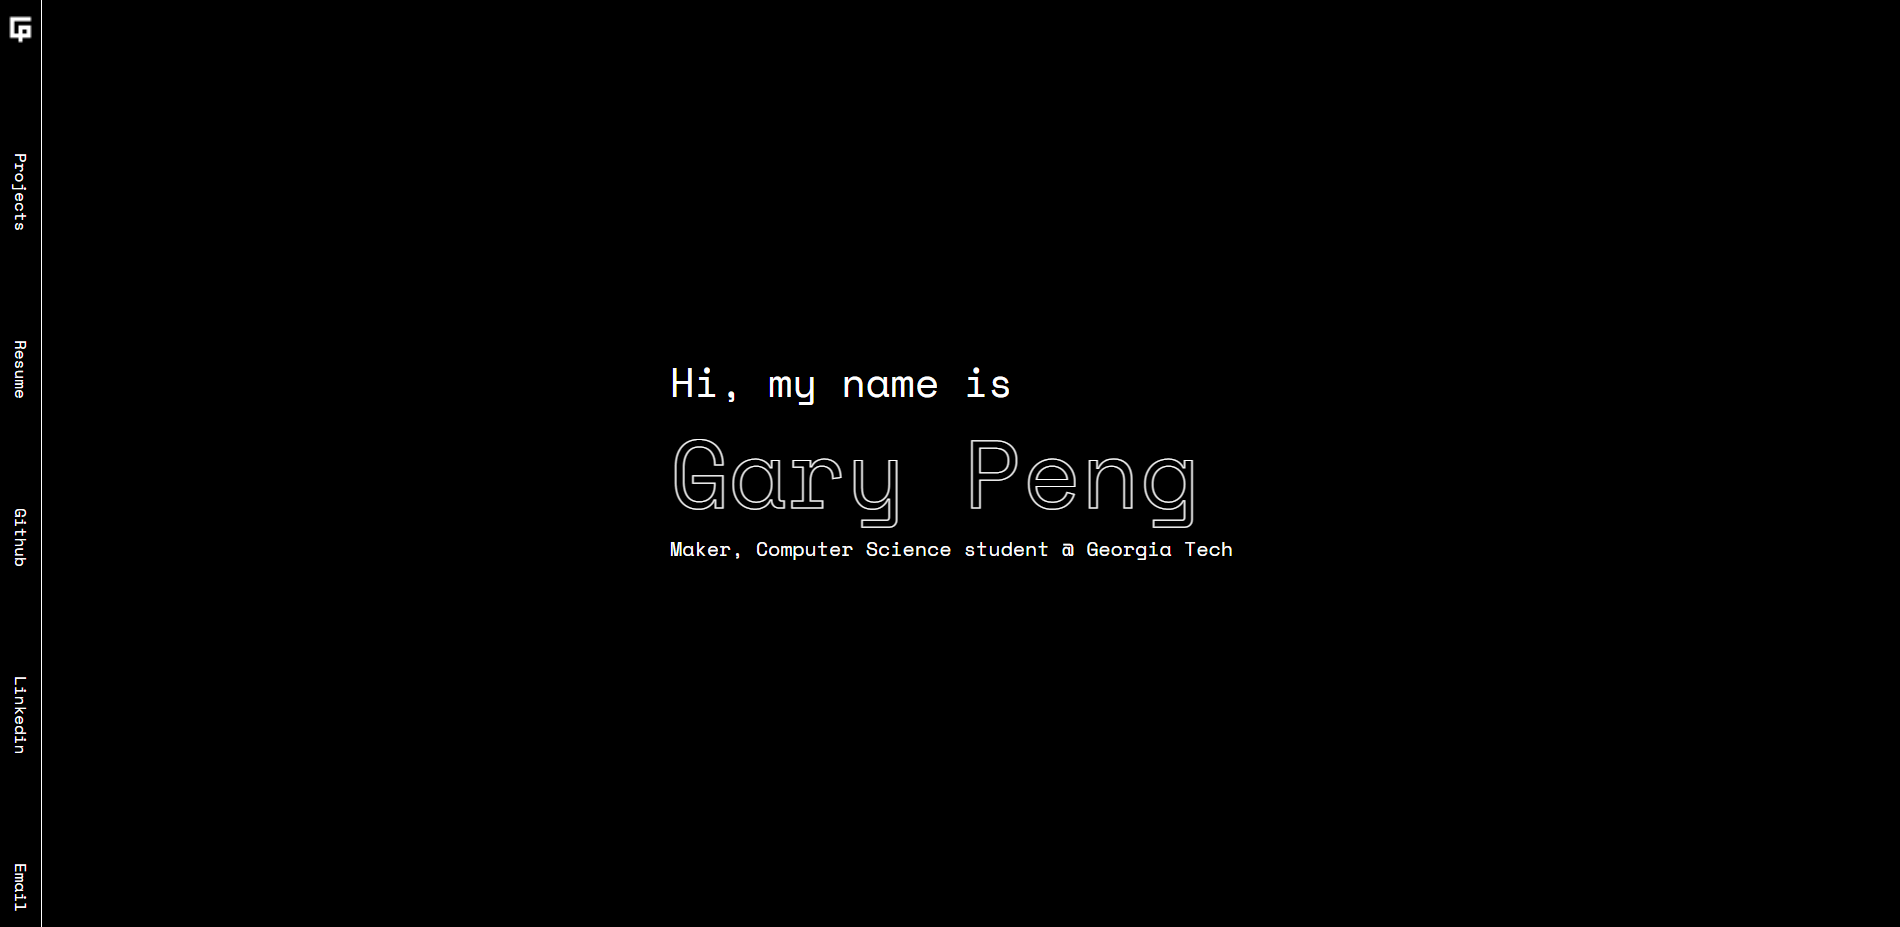 Projects
Resume
Github
Linkedin
Email
Hi, my name is
Gary Peng
Maker, Computer Science student @ Georgia Tech